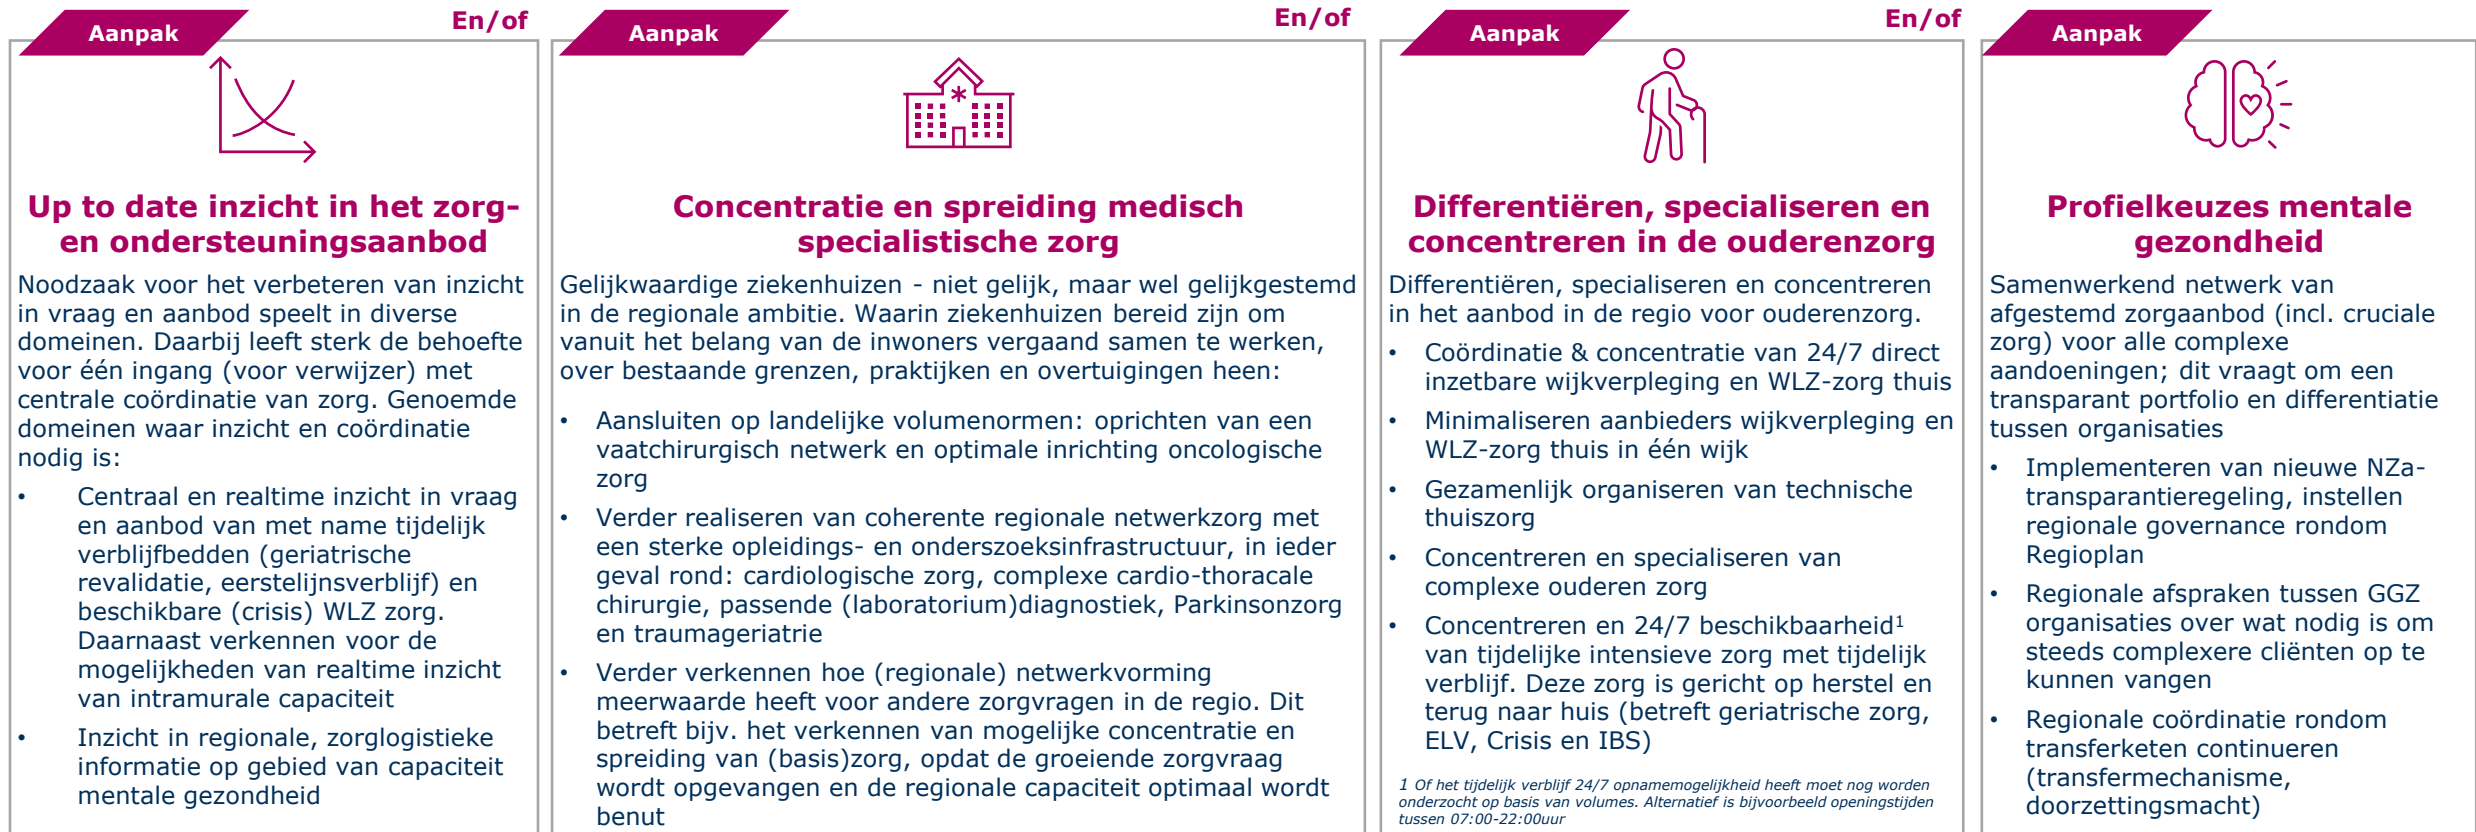 Aanpak
En/of
Up to date inzicht in het zorg-
en ondersteuningsaanbod
Noodzaak voor het verbeteren van inzicht
in vraag en aanbod speelt in diverse
domeinen. Daarbij leeft sterk de behoefte
voor één ingang (voor verwijzer) met
centrale coördinatie van zorg. Genoemde
domeinen waar inzicht en coördinatie
nodig is:
• Centraal en realtime inzicht in vraag
en aanbod van met name tijdelijk
verblijfbedden (geriatrische
revalidatie, eerstelijnsverblijf) en
beschikbare (crisis) WLZ zorg.
Daarnaast verkennen voor de
mogelijkheden van realtime inzicht
van intramurale capaciteit
• Inzicht in regionale, zorglogistieke
informatie op gebied van capaciteit
mentale gezondheid
Aanpak
En/of
Concentratie en spreiding medisch
specialistische zorg
Gelijkwaardige ziekenhuizen - niet gelijk, maar wel gelijkgestemd
in de regionale ambitie. Waarin ziekenhuizen bereid zijn om
vanuit het belang van de inwoners vergaand samen te werken,
over bestaande grenzen, praktijken en overtuigingen heen:
• Aansluiten op landelijke volumenormen: oprichten van een
vaatchirurgisch netwerk en optimale inrichting oncologische
zorg
• Verder realiseren van coherente regionale netwerkzorg met
een sterke opleidings- en onderszoeksinfrastructuur, in ieder
geval rond: cardiologische zorg, complexe cardio-thoracale
chirurgie, passende (laboratorium)diagnostiek, Parkinsonzorg
en traumageriatrie
• Verder verkennen hoe (regionale) netwerkvorming
meerwaarde heeft voor andere zorgvragen in de regio. Dit
betreft bijv. het verkennen van mogelijke concentratie en
spreiding van (basis)zorg, opdat de groeiende zorgvraag
wordt opgevangen en de regionale capaciteit optimaal wordt
benut
Aanpak
En/of
Differentiëren, specialiseren en
concentreren in de ouderenzorg
Differentiëren, specialiseren en concentreren
in het aanbod in de regio voor ouderenzorg.
• Coördinatie & concentratie van 24/7 direct
inzetbare wijkverpleging en WLZ-zorg thuis
• Minimaliseren aanbieders wijkverpleging en
WLZ-zorg thuis in één wijk
• Gezamenlijk organiseren van technische
thuiszorg
• Concentreren en specialiseren van
complexe ouderen zorg
• Concentreren en 24/7 beschikbaarheid¹
van tijdelijke intensieve zorg met tijdelijk
verblijf. Deze zorg is gericht op herstel en
terug naar huis (betreft geriatrische zorg,
ELV, Crisis en IBS)
1 Of het tijdelijk verblijf 24/7 opnamemogelijkheid heeft moet nog worden
onderzocht op basis van volumes. Alternatief is bijvoorbeeld openingstijden
tussen 07:00-22:00uur
Aanpak
Profielkeuzes mentale
gezondheid
Samenwerkend netwerk van
afgestemd zorgaanbod (incl. cruciale
zorg) voor alle complexe
aandoeningen; dit vraagt om een
transparant portfolio en differentiatie
tussen organisaties
• Implementeren van nieuwe NZa-
transparantieregeling, instellen
regionale governance rondom
Regioplan
• Regionale afspraken tussen GGZ
organisaties over wat nodig is om
steeds complexere cliënten op te
kunnen vangen
• Regionale coördinatie rondom
transferketen continueren
(transfermechanisme,
doorzettingsmacht)